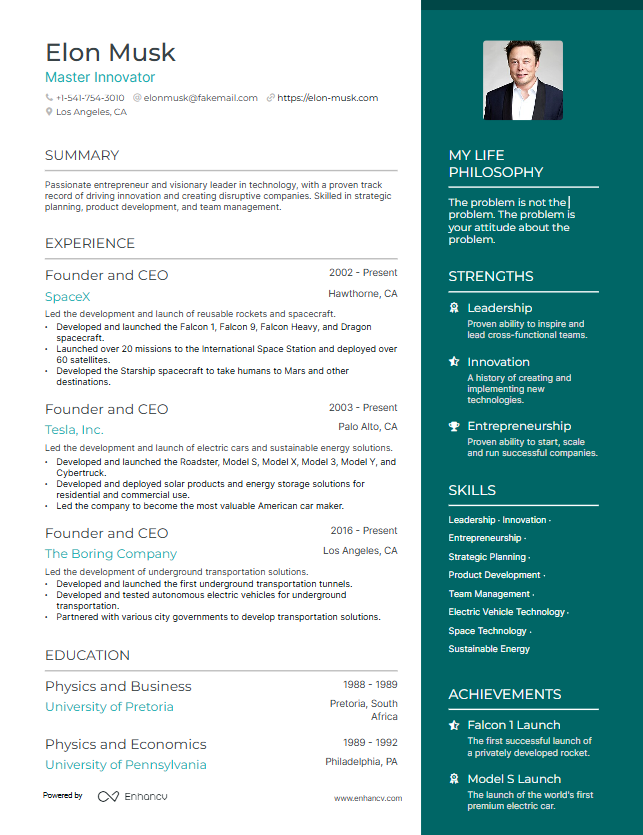 Elon Musk
Master Innovator
+1-541-754-3010 elonmusk@fakemail.com https://elon-musk.com
Los Angeles, CA
SUMMARY
Passionate entrepreneur and visionary leader in technology, with a proven track
record of driving innovation and creating disruptive companies. Skilled in strategic
planning, product development, and team management.
EXPERIENCE
Founder and CEO 2002 - Present
SpaceX Hawthorne, CA
Led the development and launch of reusable rockets and spacecraft.
• Developed and launched the Falcon 1, Falcon 9, Falcon Heavy, and Dragon
spacecraft.
• Launched over 20 missions to the International Space Station and deployed over
60 satellites.
• Developed the Starship spacecraft to take humans to Mars and other
destinations.
Founder and CEO 2003 - Present
Tesla, Inc. Palo Alto, CA
Led the development and launch of electric cars and sustainable energy solutions.
• Developed and launched the Roadster, Model S, Model X, Model 3, Model Y, and
Cybertruck.
• Developed and deployed solar products and energy storage solutions for
residential and commercial use.
• Led the company to become the most valuable American car maker.
Founder and CEO 2016 - Present
The Boring Company Los Angeles, CA
Led the development of underground transportation solutions.
• Developed and launched the first underground transportation tunnels.
• Developed and tested autonomous electric vehicles for underground
transportation.
• Partnered with various city governments to develop transportation solutions.
EDUCATION
Physics and Business 1988 - 1989
University of Pretoria Pretoria, South
Africa
Physics and Economics 1989 - 1992
University of Pennsylvania Philadelphia, PA
Powered by Enhancv www.enhancv.com
MY LIFE
PHILOSOPHY
The problem is not the
problem. The problem is
your attitude about the
problem.
STRENGTHS
Leadership
Proven ability to inspire and
lead cross-functional teams.
Innovation
A history of creating and
implementing new
technologies.
Entrepreneurship
Proven ability to start, scale
and run successful companies.
SKILLS
Leadership · Innovation ·
Entrepreneurship ·
Strategic Planning ·
Product Development ·
Team Management ·
Electric Vehicle Technology ·
Space Technology ·
Sustainable Energy
ACHIEVEMENTS
Falcon 1 Launch
The first successful launch of
a privately developed rocket.
Model S Launch
The launch of the world's first
premium electric car.